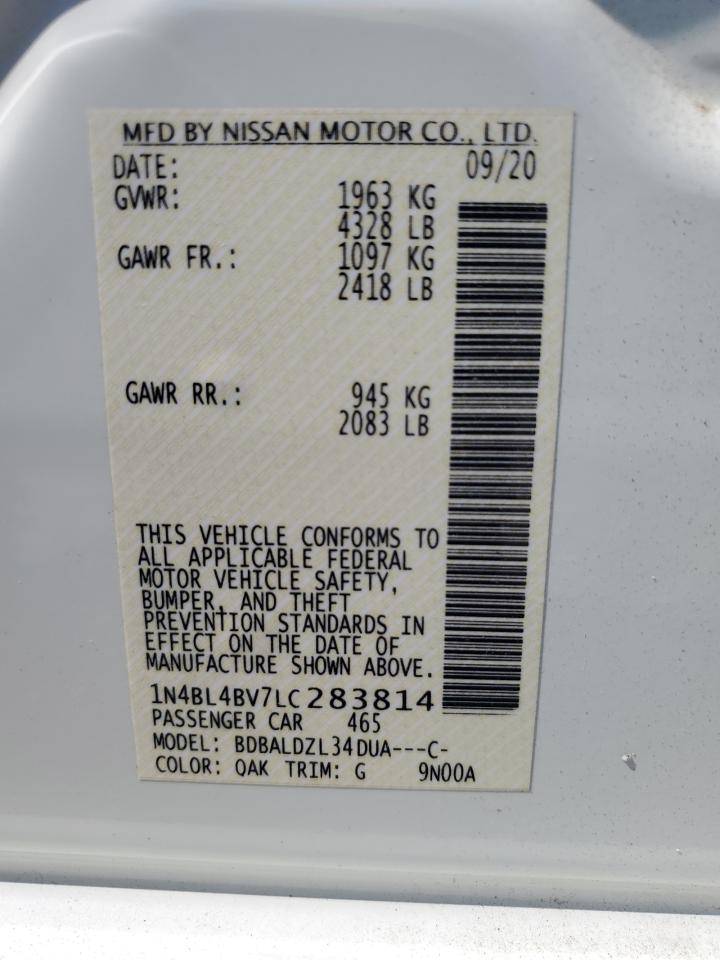 MFD BY NISSAN MOTOR CO., LTD.
DATE: 09/20
GVWR: 1963 KG
4328 LB
GAWR FR.: 1097 KG
2418 LB
GAWR RR.: 945 KG
2083 LB
THIS VEHICLE CONFORMS TO
ALL APPLICABLE FEDERAL
MOTOR VEHICLE SAFETY,
BUMPER, AND THEFT
PREVENTION STANDARDS IN
EFFECT ON THE DATE OF
MANUFACTURE SHOWN ABOVE.
1N4BL4BV7LC283814
PASSENGER CAR 465
MODEL: BDBALDZL34DUA---C-
COLOR: QAK TRIM: G 9N00A